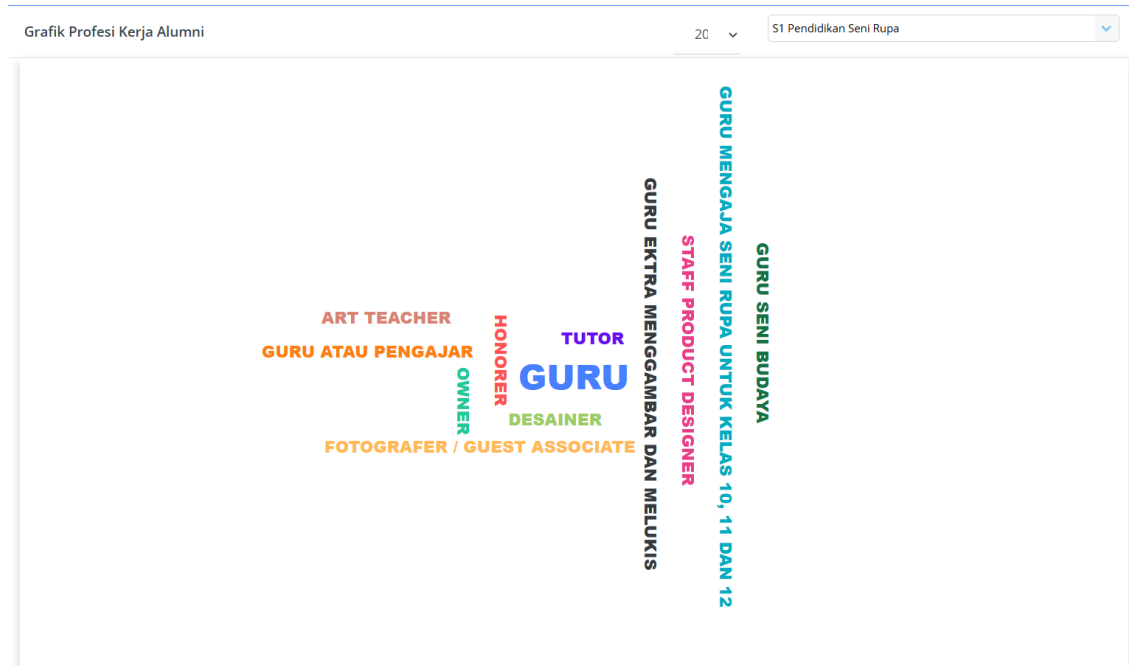 Grafik Profesi Kerja Alumni
20
S1 Pendidikan Seni Rupa
ART TEACHER
GURU ATAU PENGAJAR
OWNER
HONORER
TUTOR
GURU
DESAINER
FOTOGRAFER / GUEST ASSOCIATE
GURU EKTRA MENGGAMBAR DAN MELUKIS
STAFF PRODUCT DESIGNER
GURU MENGAJA SENI RUPA UNTUK KELAS 10, 11 DAN 12
GURU SENI BUDAYA